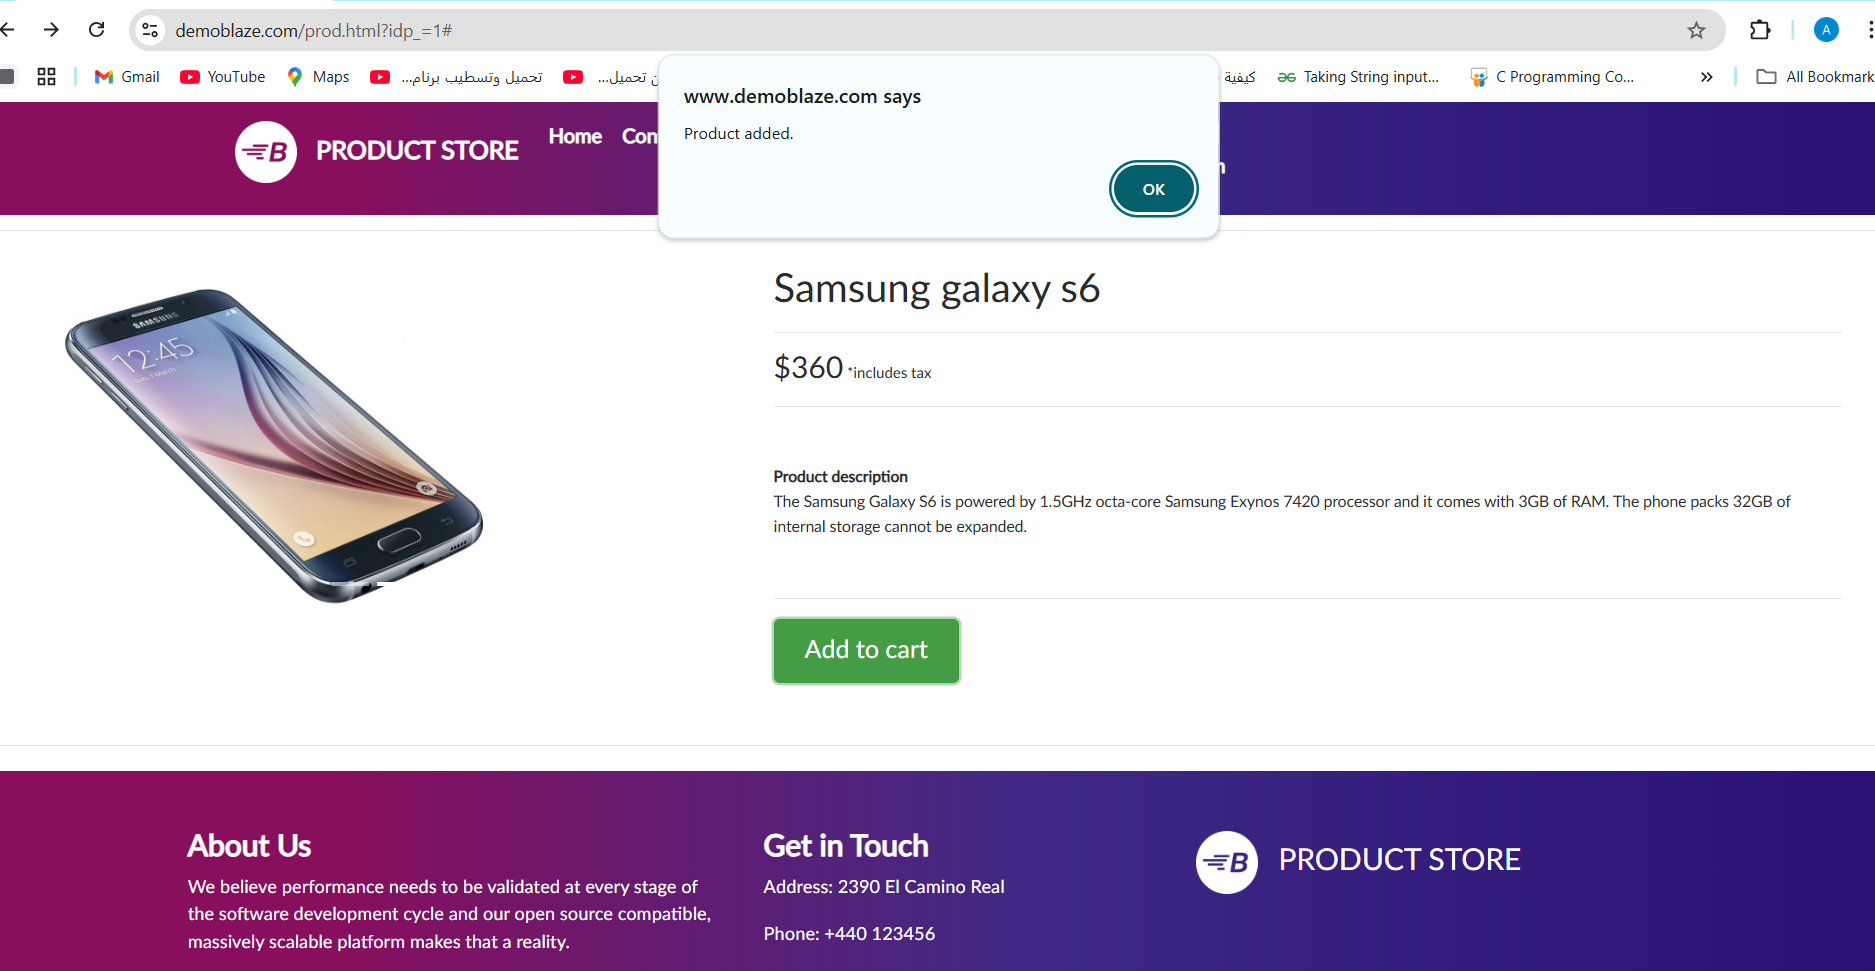 demoblaze.com/prod.html?idp_=1#
Gmail YouTube Maps تحميل وتسطيب برنام... ن تحميل... كيفية Taking String input... C Programming Co... » All Bookmark
A
www.demoblaze.com says
Product added.
OK
B PRODUCT STORE Home Con
n
Samsung galaxy s6
$360 *includes tax
SAMSUNG
12:45
Product description
The Samsung Galaxy S6 is powered by 1.5GHz octa-core Samsung Exynos 7420 processor and it comes with 3GB of RAM. The phone packs 32GB of
internal storage cannot be expanded.
Add to cart
About Us
We believe performance needs to be validated at every stage of
the software development cycle and our open source compatible,
massively scalable platform makes that a reality.
Get in Touch
Address: 2390 El Camino Real
Phone: +440 123456
B PRODUCT STORE